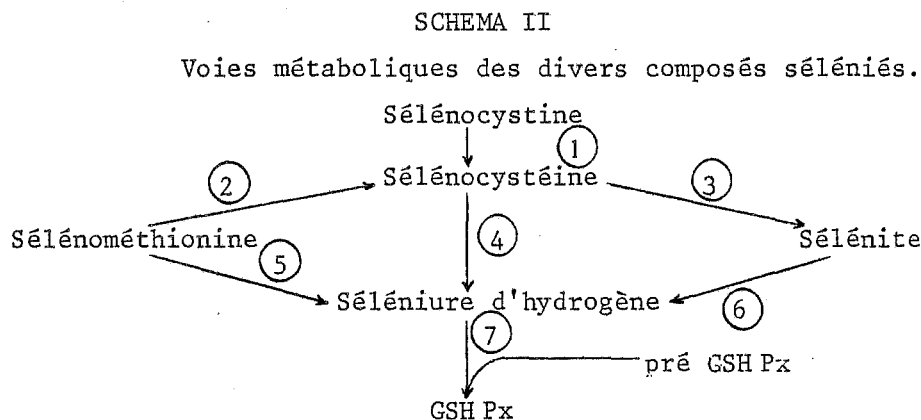 SCHEMA II
Voies métaboliques des divers composés séléniés.
Sélénocystine
1
Sélénocystéine
2
3
Sélénométhionine
4
Sélénite
5
Séléniure d'hydrogène
6
7
pré GSH Px
GSH Px